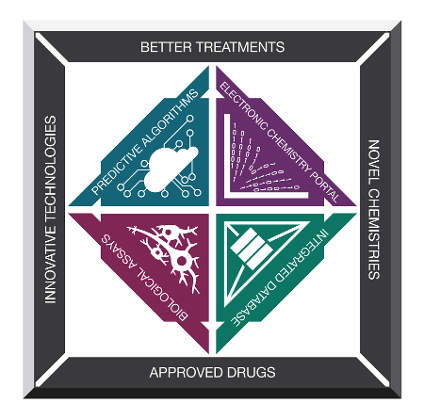 BETTER TREATMENTS
INNOVATIVE TECHNOLOGIES
PREDICTIVE ALGORITHMS
ELECTRONIC CHEMISTRY PORTAL
NOVEL CHEMISTRIES
BIOLOGICAL ASSAYS
INTEGRATED DATABASE
APPROVED DRUGS